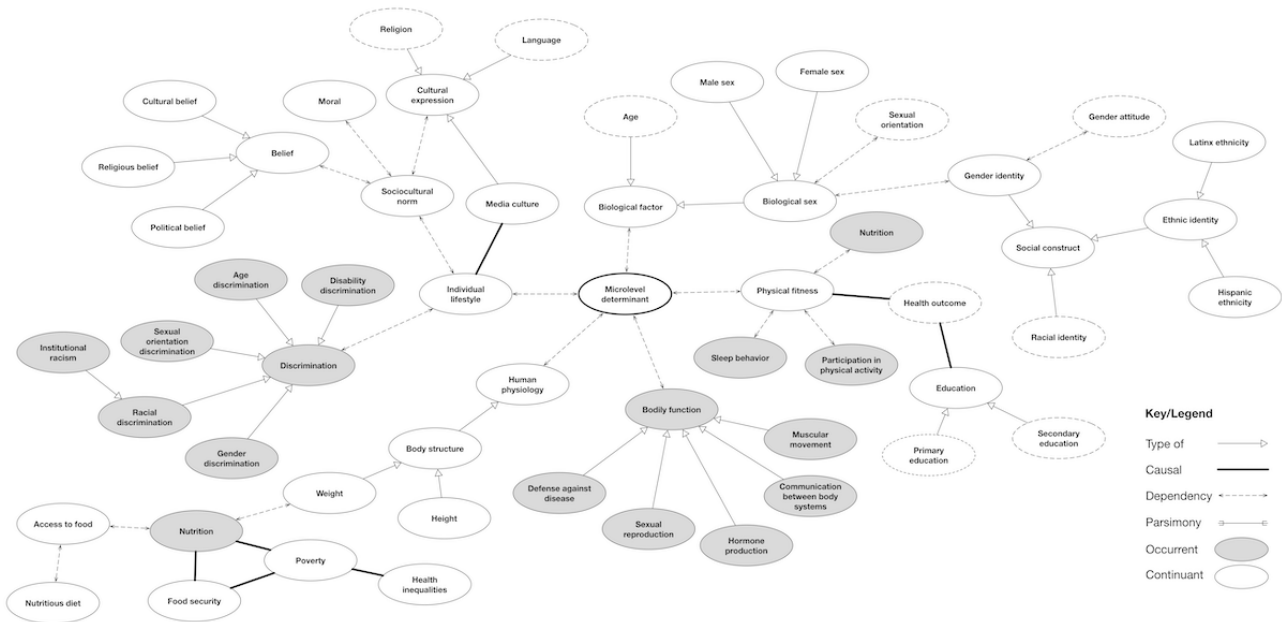 Religion
Language
Cultural
expression
Moral
Cultural belief
Belief
Religious belief
Political belief
Sociocultural
norm
Media culture
Individual
lifestyle
Age
discrimination
Disability
discrimination
Sexual
orientation
discrimination
Institutional
racism
Discrimination
Racial
discrimination
Gender
discrimination
Male sex
Female sex
Age
Sexual
orientation
Biological factor
Biological sex
Gender attitude
Gender identity
Latinx ethnicity
Ethnic identity
Social construct
Hispanic
ethnicity
Racial identity
Nutrition
Microlevel
determinant
Physical fitness
Health outcome
Sleep behavior
Participation in
physical activity
Education
Primary
education
Secondary
education
Human
physiology
Body structure
Weight
Height
Bodily function
Muscular
movement
Defense against
disease
Communication
between body
systems
Sexual
reproduction
Hormone
production
Access to food
Nutrition
Poverty
Nutritious diet
Food security
Health
inequalities
Key/Legend
Type of
Causal
Dependency
Parsimony
Occurrent
Continuant